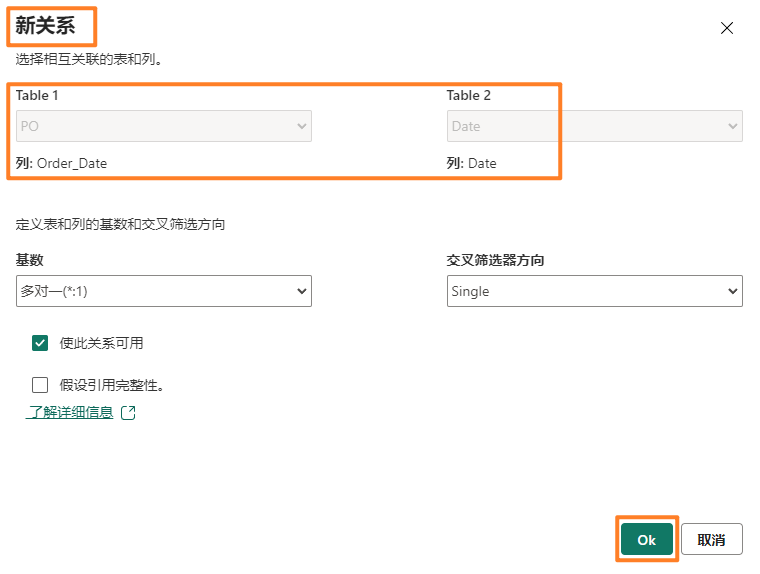 新关系
选择相互关联的表和列。
Table 1 Table 2
PO Date
列: Order_Date 列: Date
定义表和列的基数和交叉筛选方向
基数 交叉筛选器方向
多对一(*:1) Single
使此关系可用
假设引用完整性。
了解详细信息
Ok 取消